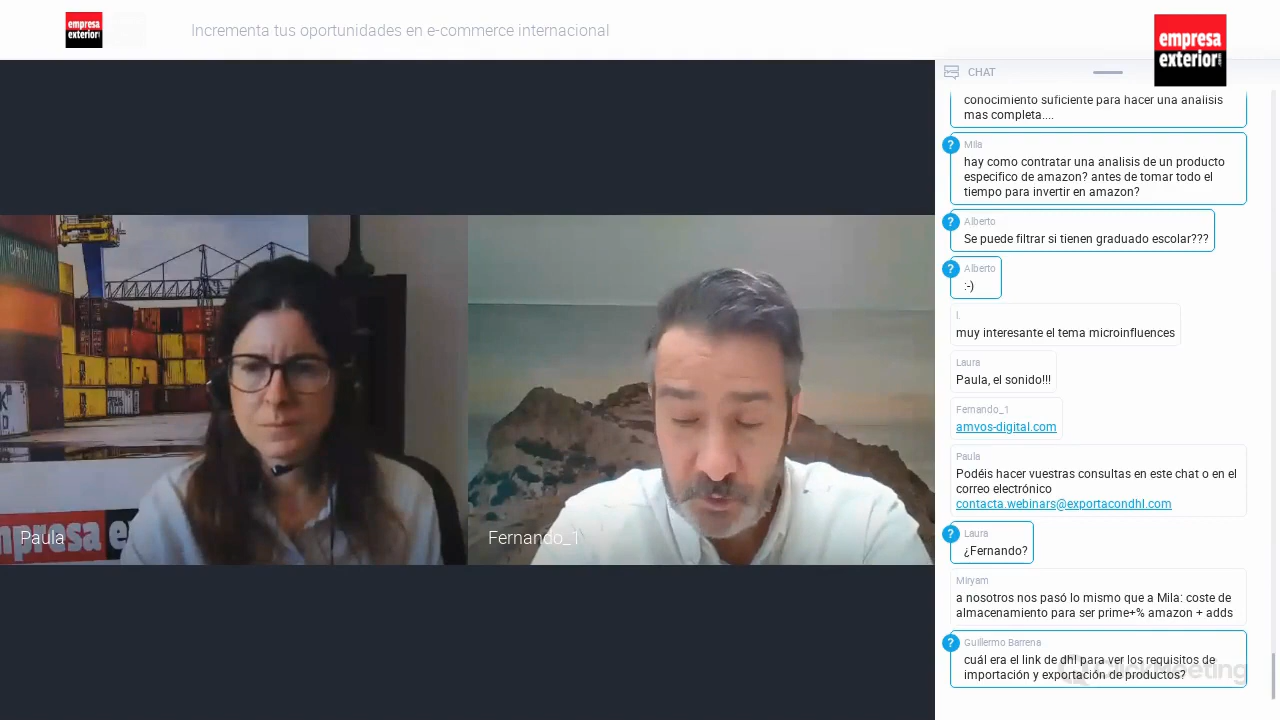 empresa
exterior
Incrementa tus oportunidades en e-commerce internacional
empresa
exterior
CHAT
conocimiento suficiente para hacer una analisis
mas completa....
Mila
hay como contratar una analisis de un producto
especifico de amazon? antes de tomar todo el
tiempo para invertir en amazon?
Alberto
Se puede filtrar si tienen graduado escolar???
Alberto
:-)
I.
muy interesante el tema microinfluences
Laura
Paula, el sonido!!!
Fernando_1
amvos-digital.com
Paula
Podéis hacer vuestras consultas en este chat o en el
correo electrónico
contacta.webinars@exportacondhl.com
Laura
¿Fernando?
Miryam
a nosotros nos pasó lo mismo que a Mila: coste de
almacenamiento para ser prime+% amazon + adds
Guillermo Barrena
cuál era el link de dhl para ver los requisitos de
importación y exportación de productos?
ClickMeeting
empresa e
Paula
Fernando_1